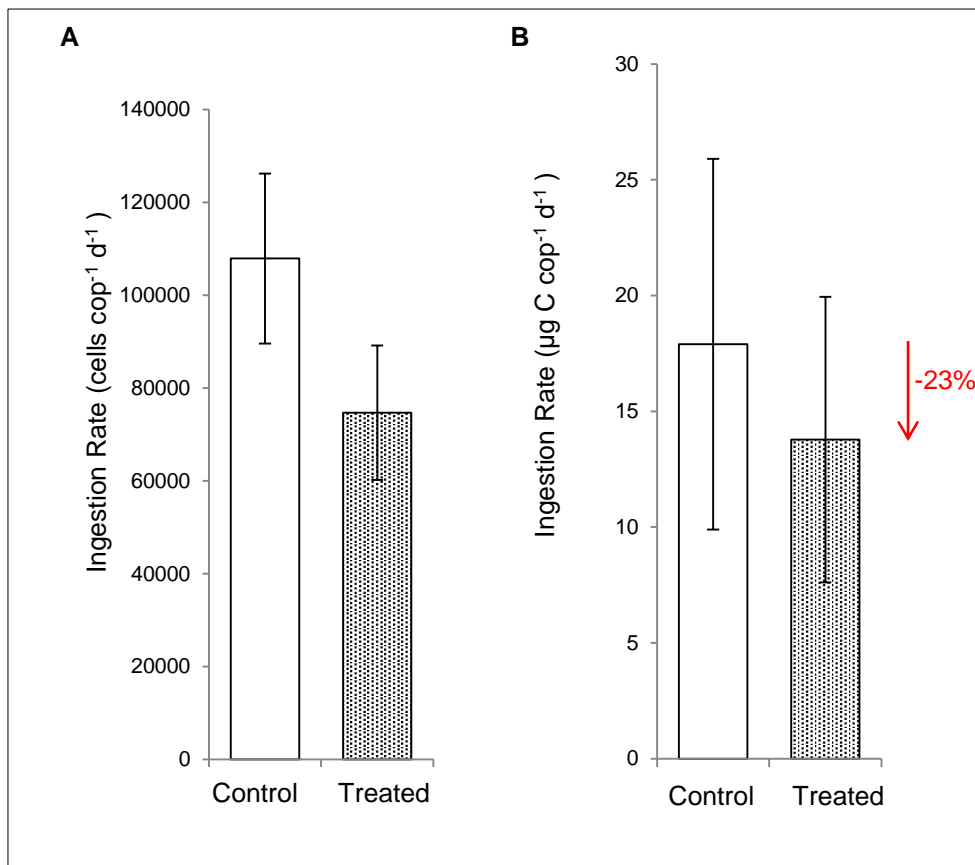 A
Ingestion Rate (cells cop-1 d-1 )
140000
120000
100000
80000
60000
40000
20000
0
Control
Treated
B
Ingestion Rate (µg C cop-1 d-1 )
30
25
20
15
10
5
0
Control
Treated
-23%